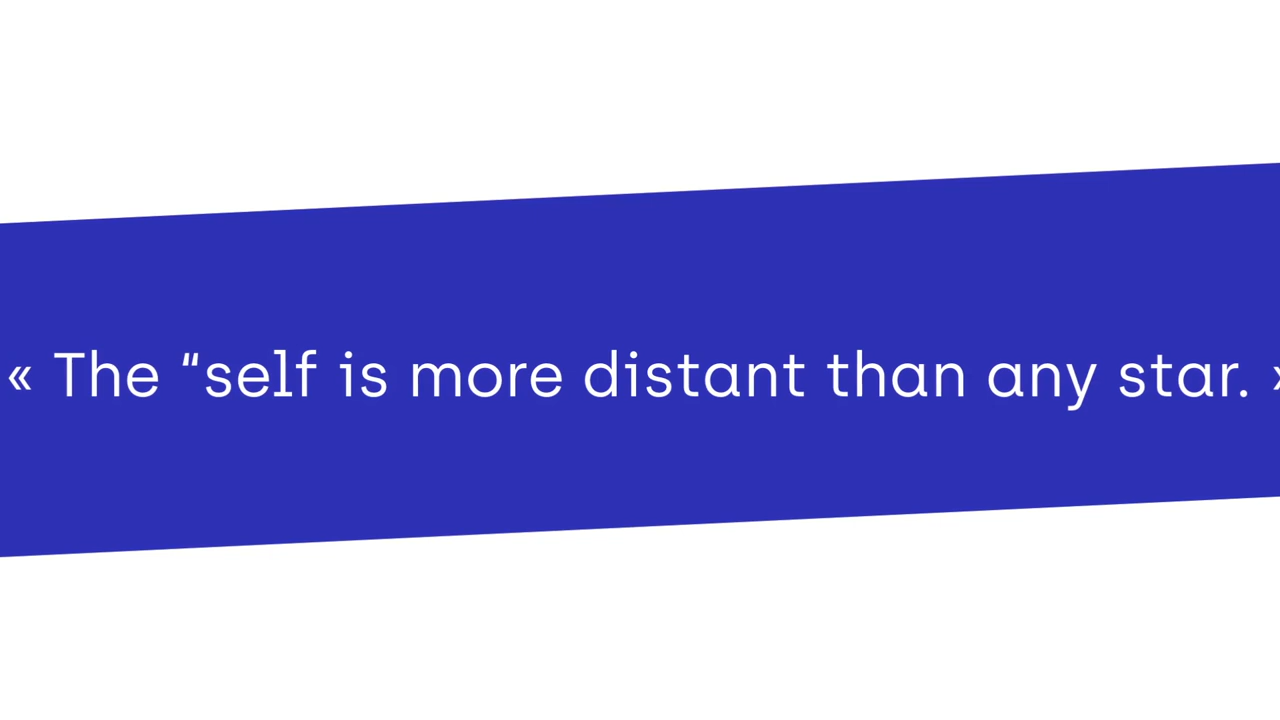 « The “self is more distant than any star. »